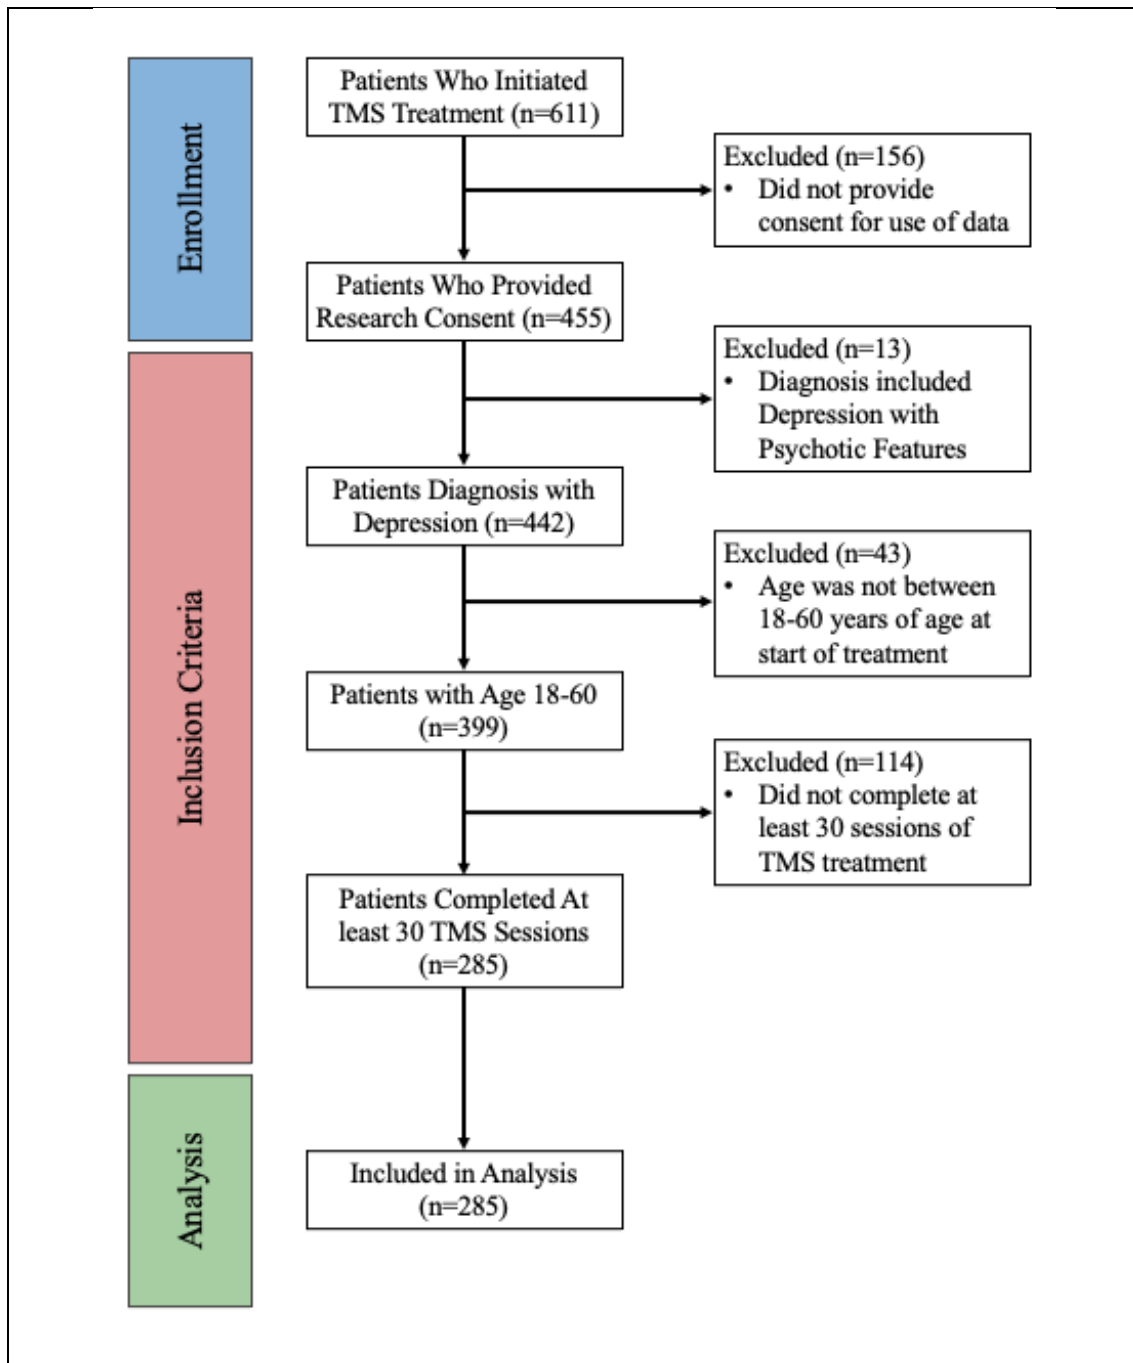 Enrollment
Patients Who Initiated
TMS Treatment (n=611)
Excluded (n=156)
• Did not provide
consent for use of data
Patients Who Provided
Research Consent (n=455)
Inclusion Criteria
Excluded (n=13)
• Diagnosis included
Depression with
Psychotic Features
Patients Diagnosis with
Depression (n=442)
Excluded (n=43)
• Age was not between
18-60 years of age at
start of treatment
Patients with Age 18-60
(n=399)
Excluded (n=114)
• Did not complete at
least 30 sessions of
TMS treatment
Patients Completed At
least 30 TMS Sessions
(n=285)
Analysis
Included in Analysis
(n=285)